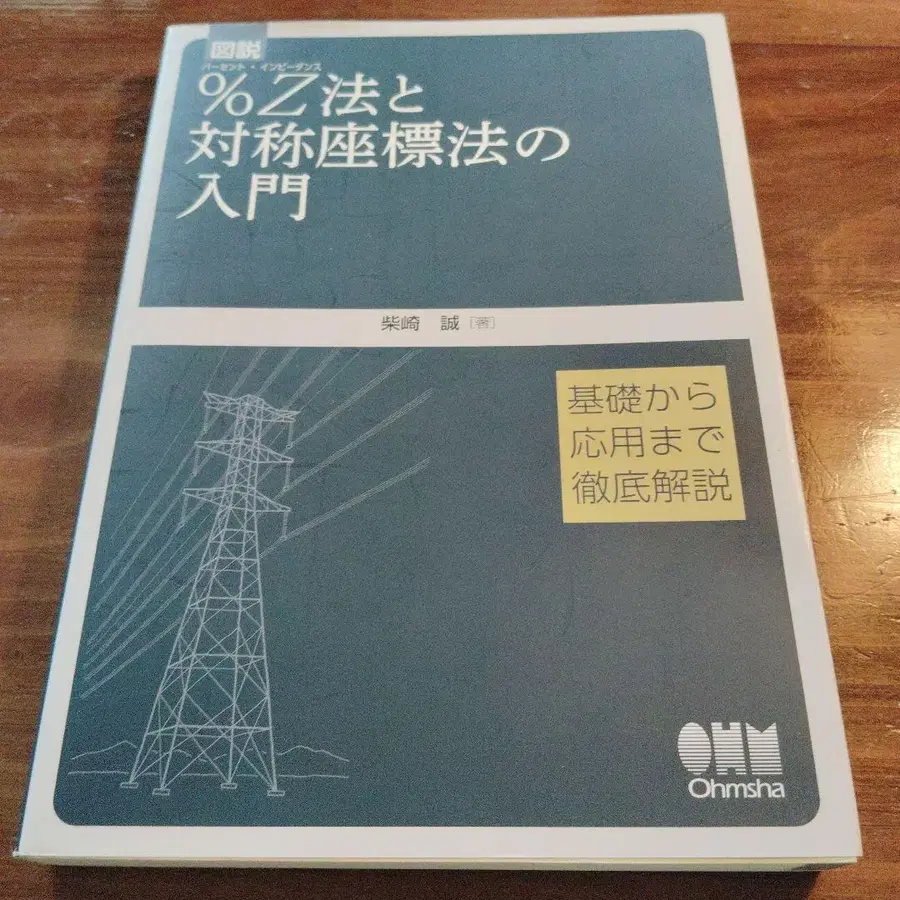 図説
パーセント・インピーダンス
%Z法と
対称座標法の
入門
柴崎 誠 [著]
基礎から
応用まで
徹底解説
OHM
Ohmsha